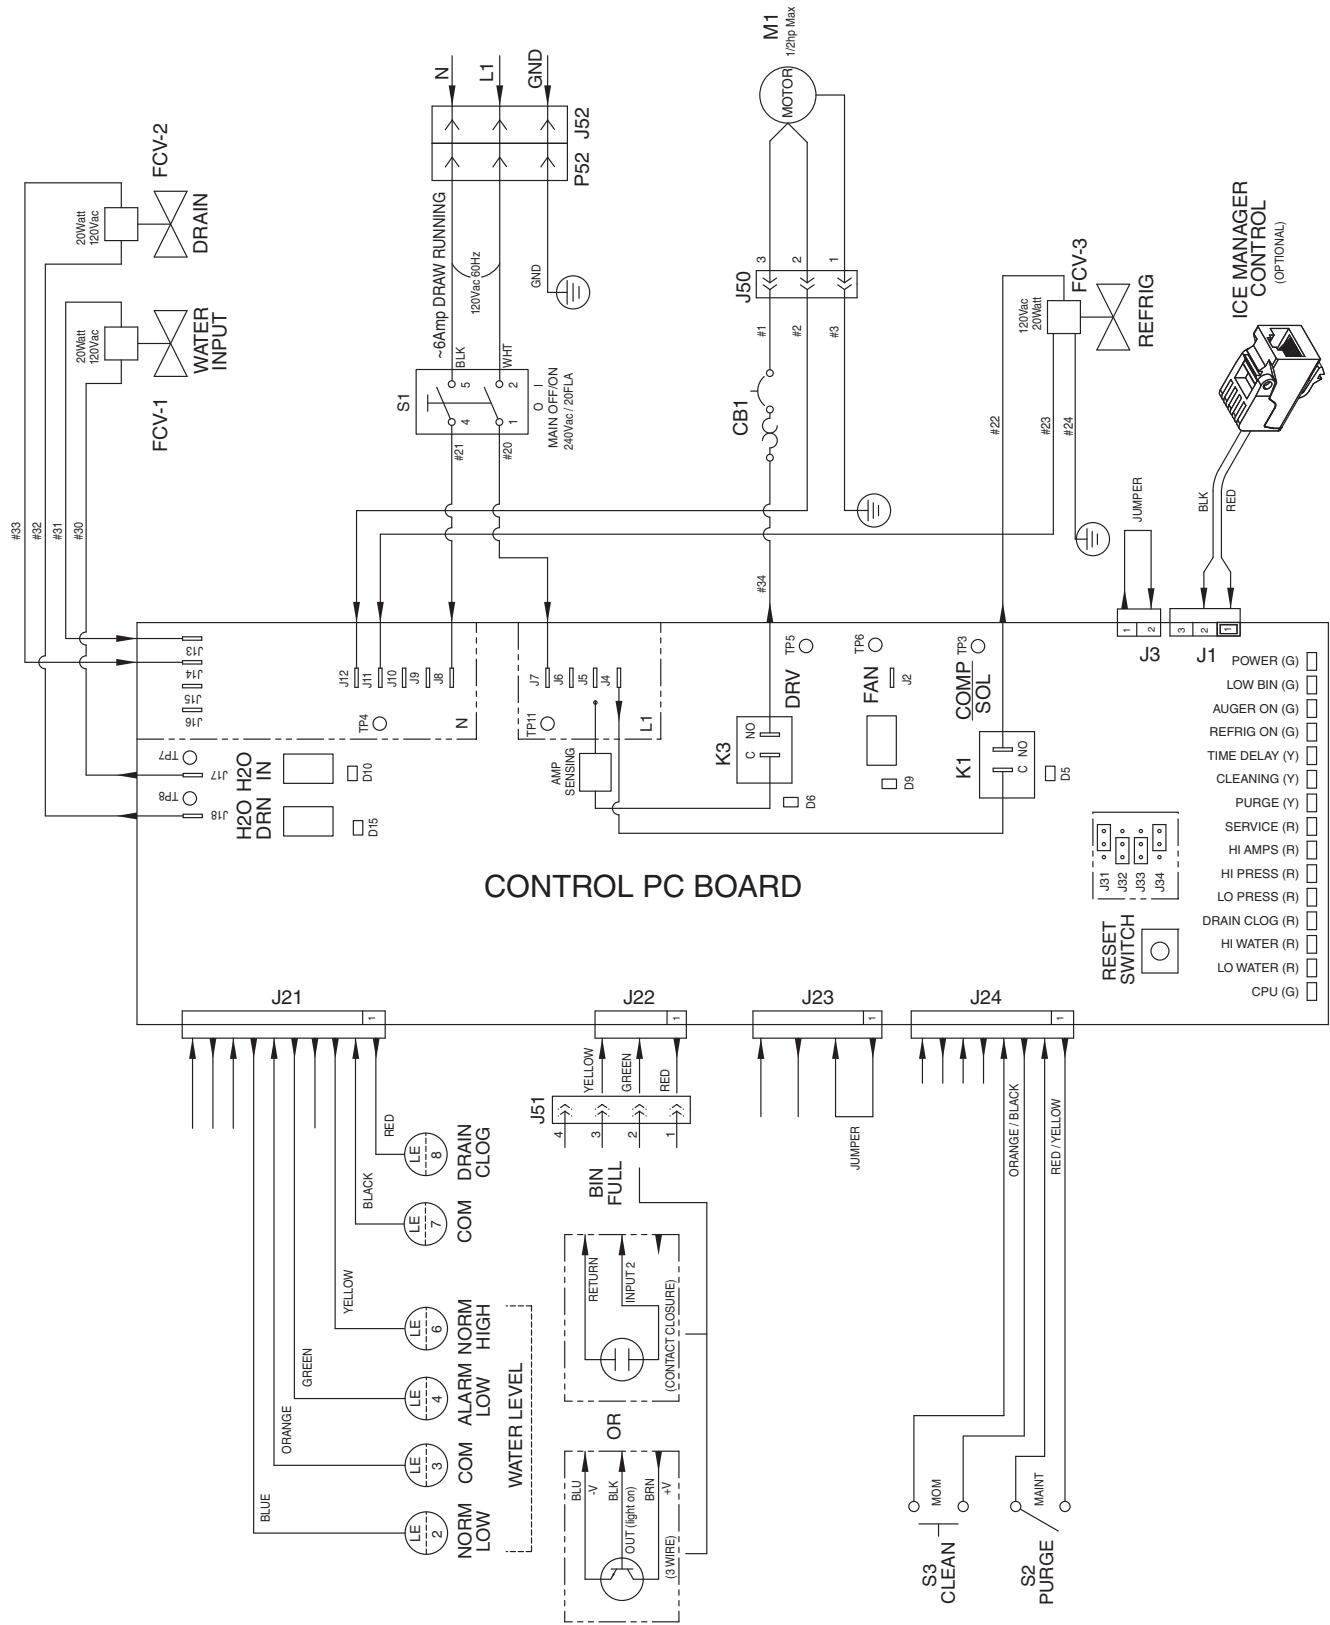 N
L1
GND
J52
P52
~6Amp DRAW RUNNING
120Vac 60Hz
GND
BLK
WHT
S1
5
4
2
1
O I
MAIN OFF/ON
240Vac / 20FLA
#21
#20
M1
1/2hp Max
MOTOR
J50
3
2
1
#1
#2
#3
CB1
#34
FCV-2
20Watt
120Vac
DRAIN
FCV-1
20Watt
120Vac
WATER
INPUT
#33
#32
#31
#30
FCV-3
120Vac
20Watt
REFRIG
#22
#23
#24
ICE MANAGER
CONTROL
(OPTIONAL)
BLK
RED
JUMPER
1
2
J3
3
2
1
J1
J13
J14
J15
J16
TP7
J17
TP8
J18
H2O
IN
D10
H2O
DRN
D15
J12
J11
J10
J9
J8
TP4
N
J7
J6
J5
J4
TP11
L1
AMP
SENSING
K3
C NO
D6
TP5
DRV
TP6
FAN
J2
D9
TP3
COMP
SOL
K1
C NO
D5
CONTROL PC BOARD
J31
J32
J33
J34
RESET
SWITCH
POWER (G)
LOW BIN (G)
AUGER ON (G)
REFRIG ON (G)
TIME DELAY (Y)
CLEANING (Y)
PURGE (Y)
SERVICE (R)
HI AMPS (R)
HI PRESS (R)
LO PRESS (R)
DRAIN CLOG (R)
HI WATER (R)
LO WATER (R)
CPU (G)
J21
1
J22
1
J23
1
J24
1
RED
BLACK
YELLOW
GREEN
ORANGE
BLUE
LE
8
DRAIN
CLOG
LE
7
COM
LE
6
NORM
HIGH
LE
4
ALARM
LOW
LE
3
COM
LE
2
NORM
LOW
WATER LEVEL
YELLOW
GREEN
RED
J51
4
3
2
1
BIN
FULL
RETURN
INPUT 2
(CONTACT CLOSURE)
OR
BLU
-V
BLK
OUT (light on)
BRN
+V
(3 WIRE)
JUMPER
ORANGE / BLACK
RED / YELLOW
MOM
MAINT
S3
CLEAN
S2
PURGE